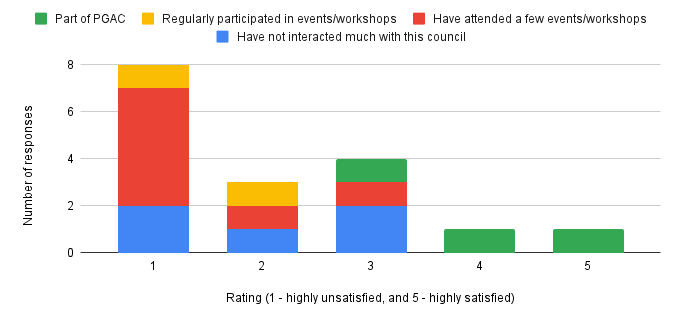 Part of PGAC Regularly participated in events/workshops Have attended a few events/workshops
Have not interacted much with this council
8
6
4
2
0
Number of responses
1 2 3 4 5
Rating (1 - highly unsatisfied, and 5 - highly satisfied)